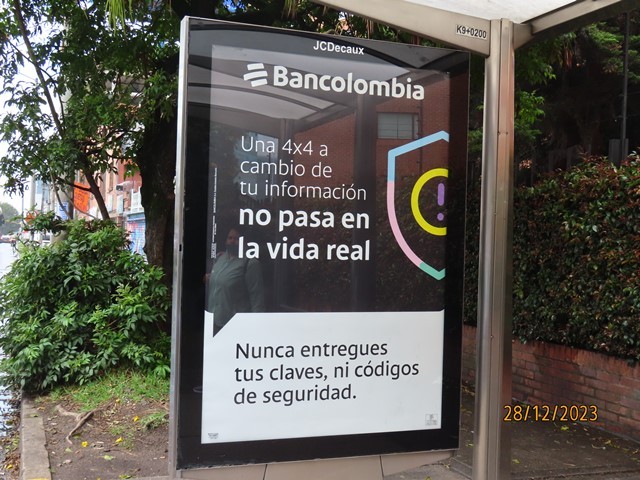 K9+0200
JCDecaux
Bancolombia
Una 4x4 a
cambio de
tu información
no pasa en
la vida real
!
Nunca entregues
tus claves, ni códigos
de seguridad.
28/12/2023